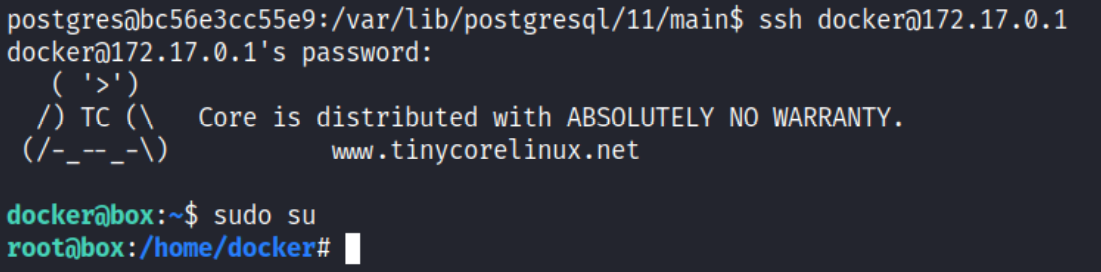 postgres@bc56e3cc55e9:/var/lib/postgresql/11/main$ ssh docker@172.17.0.1
docker@172.17.0.1's password:
   ( '>')
  /) TC (\   Core is distributed with ABSOLUTELY NO WARRANTY.
 (/-_--_-\)           www.tinycorelinux.net
docker@box:~$ sudo su
root@box:/home/docker#